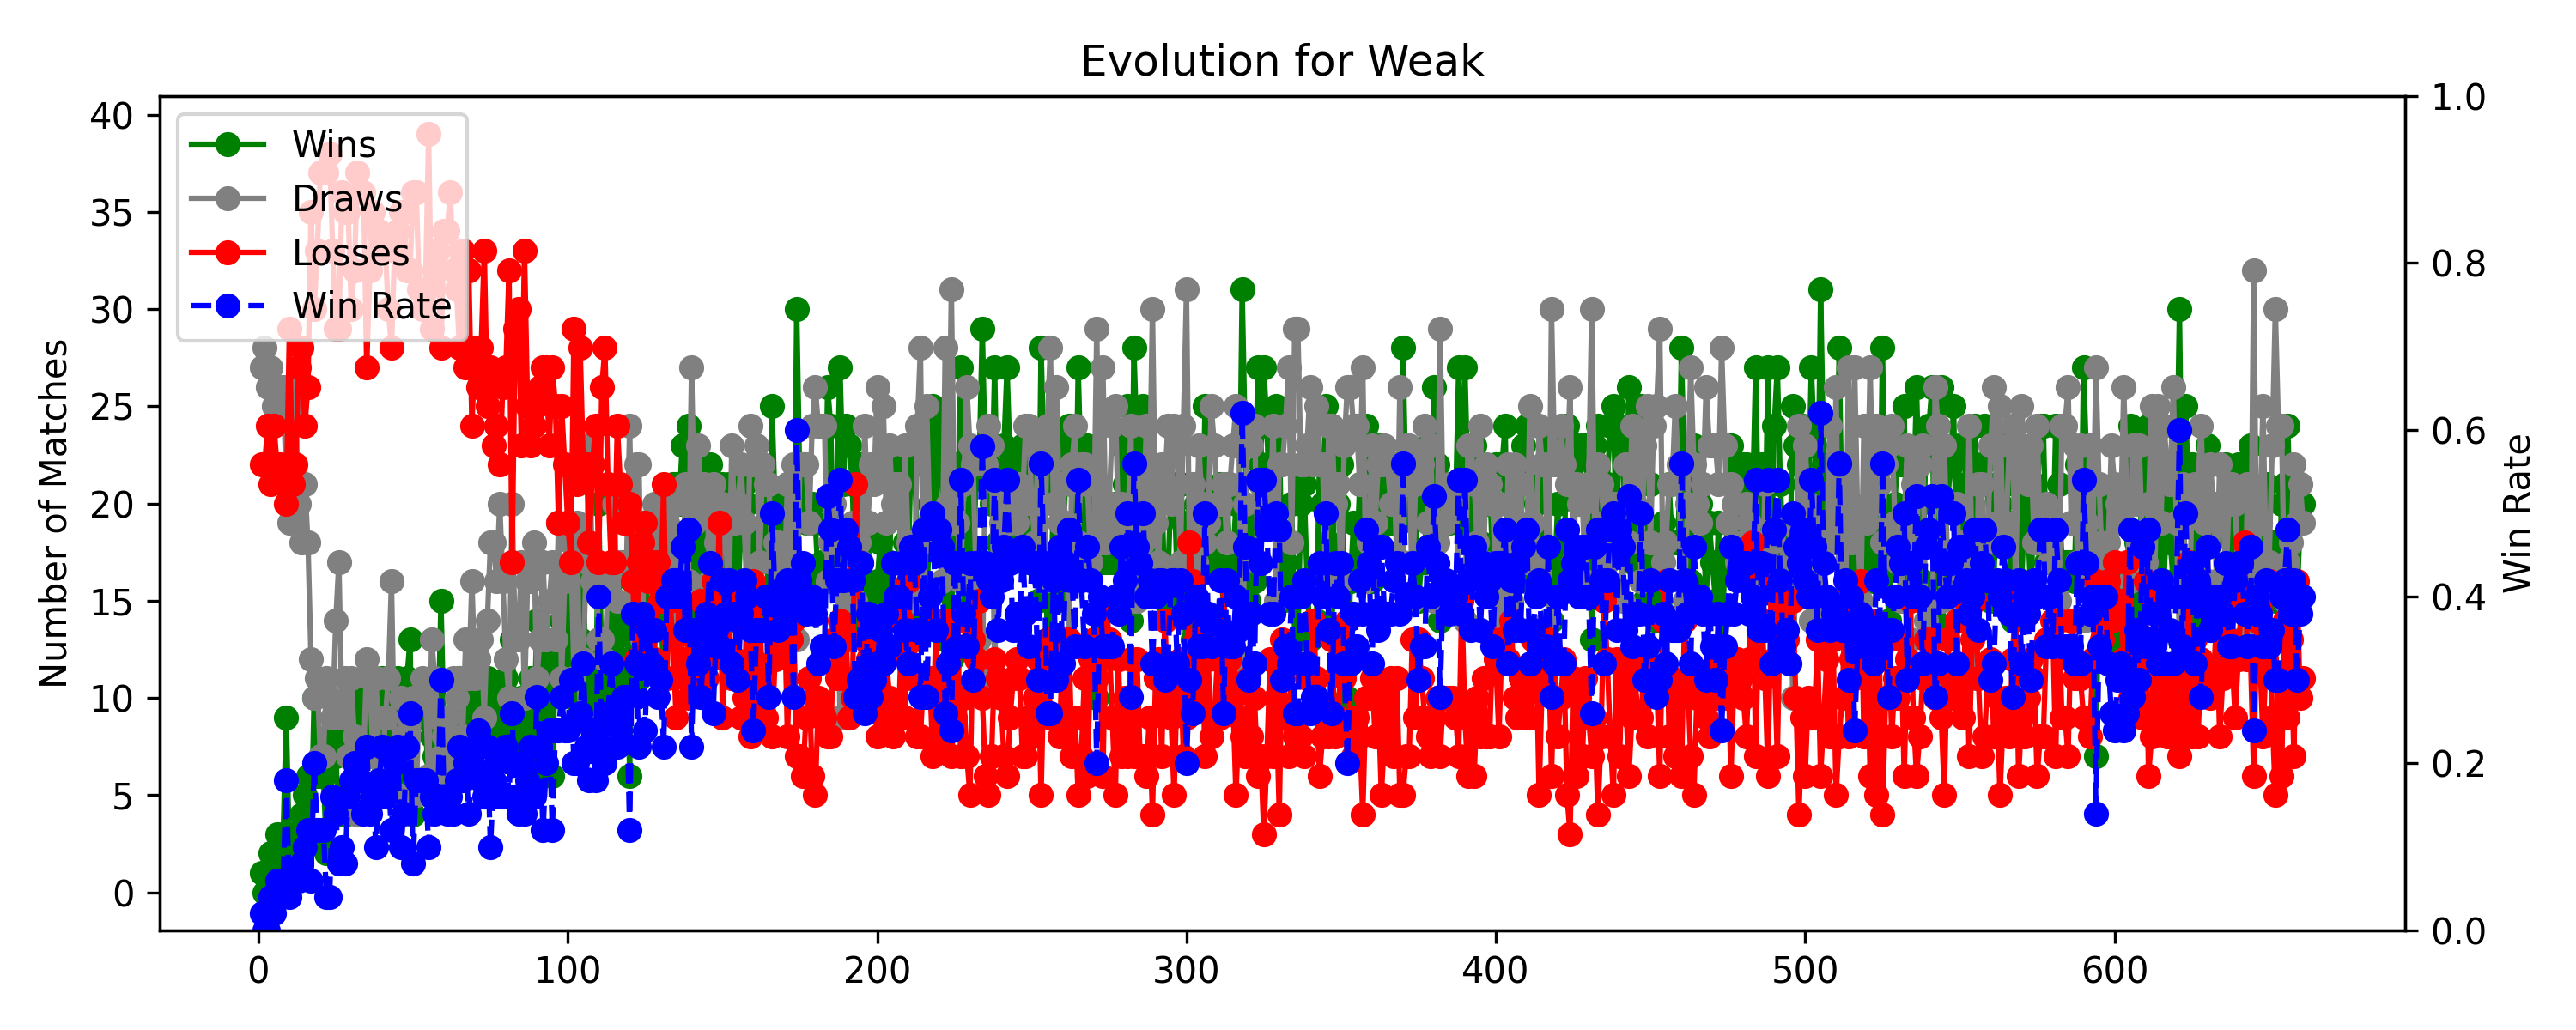 Evolution for Weak
Wins
Draws
Losses
Win Rate
Number of Matches
40
35
30
25
20
15
10
5
0
Win Rate
1.0
0.8
0.6
0.4
0.2
0.0
0 100 200 300 400 500 600